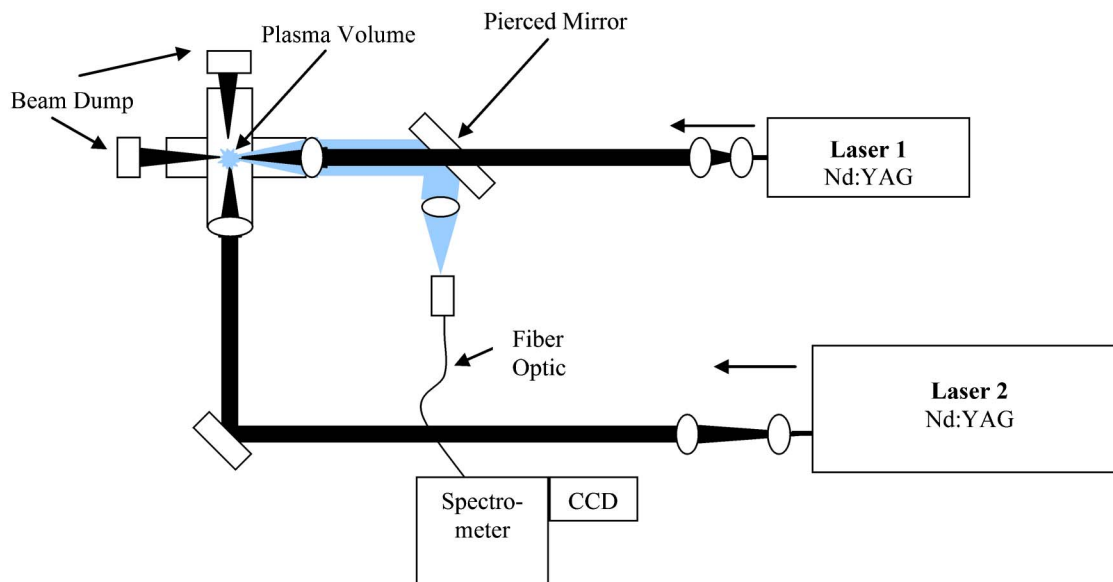 Plasma Volume
Pierced Mirror
Beam Dump
Laser 1
Nd:YAG
Fiber
Optic
Laser 2
Nd:YAG
Spectro-
meter
CCD